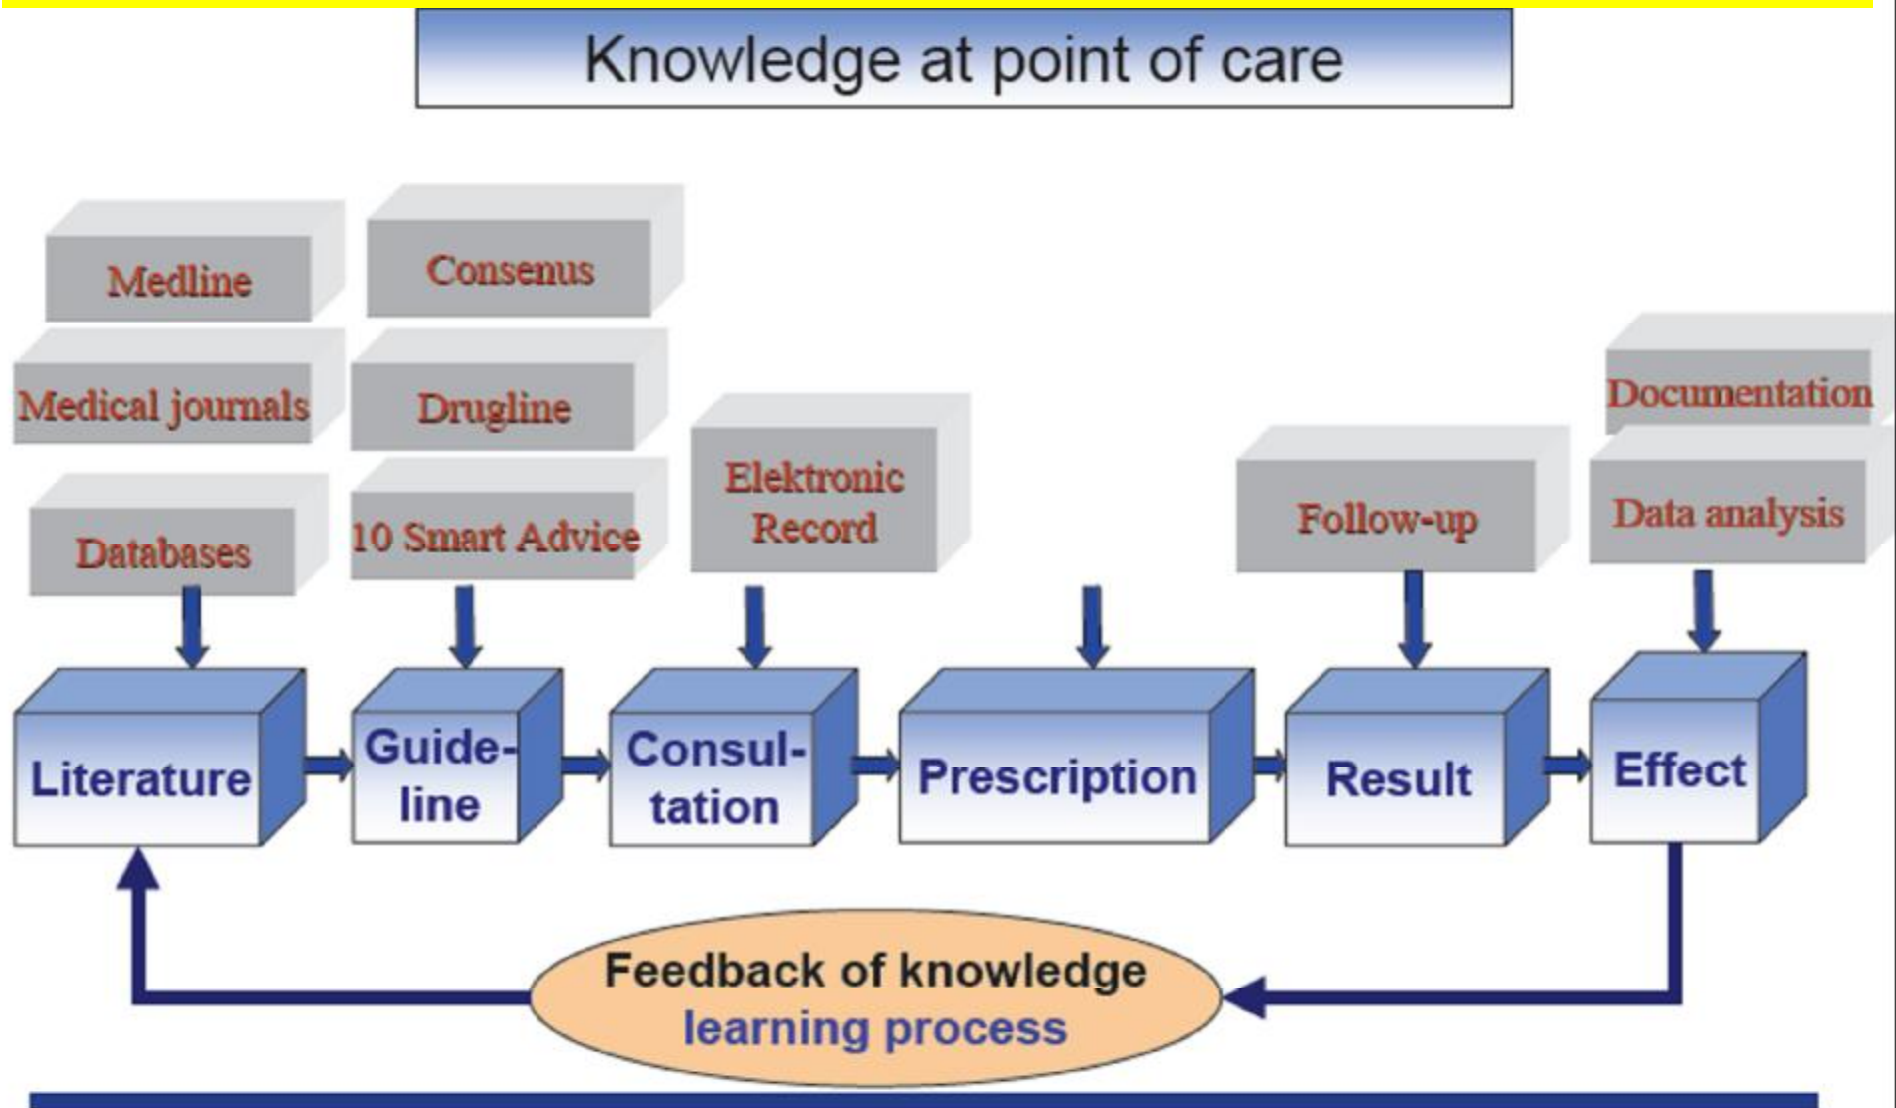 Knowledge at point of care
Medline
Consenus
Medical journals
Drugline
Documentation
Databases
10 Smart Advice
Elektronic
Record
Follow-up
Data analysis
Literature
Guide-
line
Consul-
tation
Prescription
Result
Effect
Feedback of knowledge
learning process